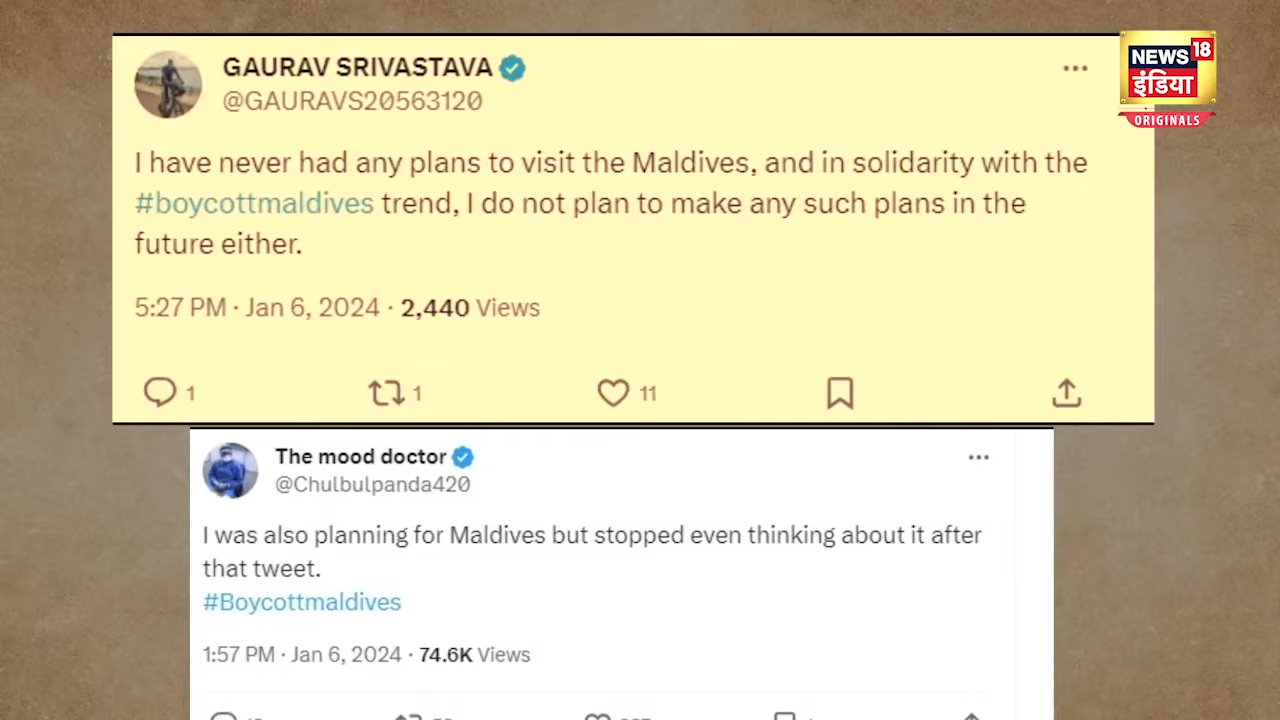 NEWS 18
इंडिया
ORIGINALS
GAURAV SRIVASTAVA
@GAURAVS20563120
I have never had any plans to visit the Maldives, and in solidarity with the
#boycottmaldives trend, I do not plan to make any such plans in the
future either.
5:27 PM · Jan 6, 2024 · 2,440 Views
1 1 11
The mood doctor
@Chulbulpanda420
I was also planning for Maldives but stopped even thinking about it after
that tweet.
#Boycottmaldives
1:57 PM · Jan 6, 2024 · 74.6K Views